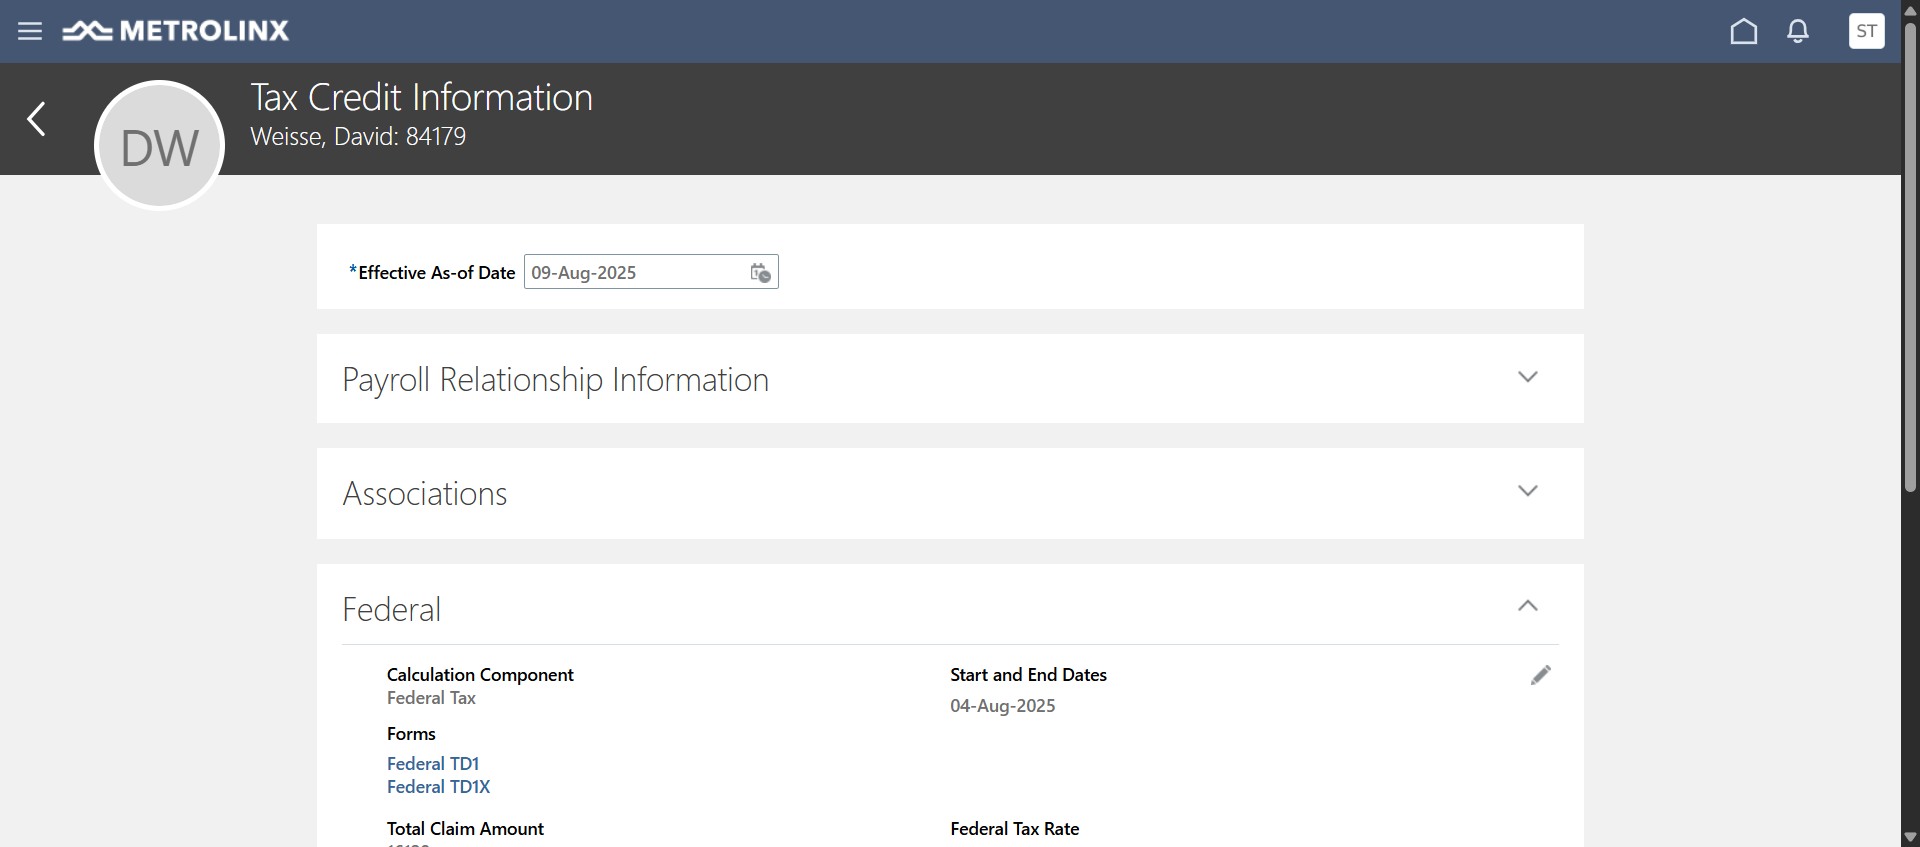 METROLINX
ST
DW
Tax Credit Information
Weisse, David: 84179
*Effective As-of Date 09-Aug-2025
Payroll Relationship Information
Associations
Federal
Calculation Component
Federal Tax
Start and End Dates
04-Aug-2025
Forms
Federal TD1
Federal TD1X
Total Claim Amount
Federal Tax Rate